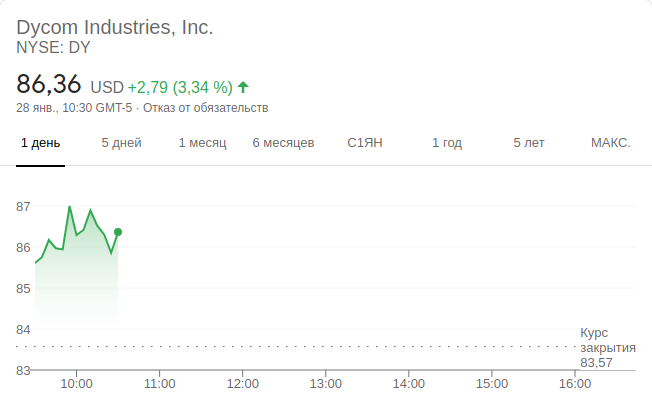 Dycom Industries, Inc.
NYSE: DY
86,36 USD +2,79 (3,34 %)
28 янв., 10:30 GMT-5 · Отказ от обязательств
1 день 5 дней 1 месяц 6 месяцев С1ЯН 1 год 5 лет МАКС.
87
86
85
84
Курс
закрытия
83,57
83
10:00 11:00 12:00 13:00 14:00 15:00 16:00